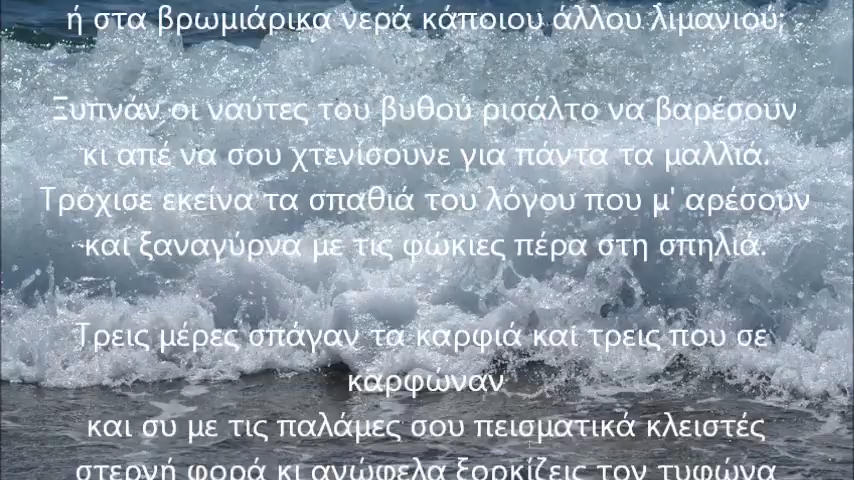 ή στα βρωμιάρικα νερά κάποιου άλλου λιμανιού;
Ξυπνάν οι ναύτες του βυθού ρισάλτο να βαρέσουν
κι απέ να σου χτενίσουνε για πάντα τα μαλλιά.
Τρόχισε εκείνα τα σπαθιά του λόγου που μ' αρέσουν
και ξαναγύρνα με τις φώκιες πέρα στη σπηλιά.
Τρεις μέρες σπάγαν τα καρφιά και τρεις που σε
καρφώναν
και συ με τις παλάμες σου πεισματικά κλειστές
στερνή φορά κι ανώφελα ξορκίζεις τον τυφώνα